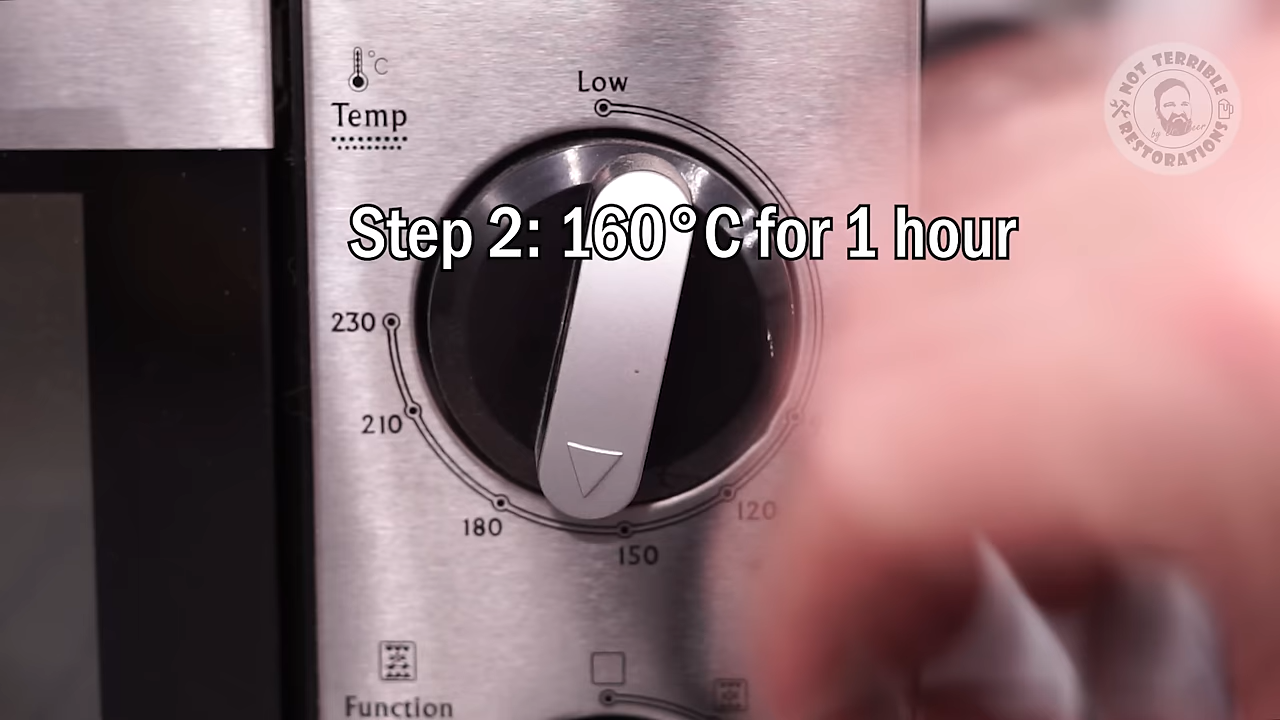 °C
Temp
Low
NOT TERRIBLE
RESTORATIONS
Step 2: 160°C for 1 hour
230
210
180
150
120
Function